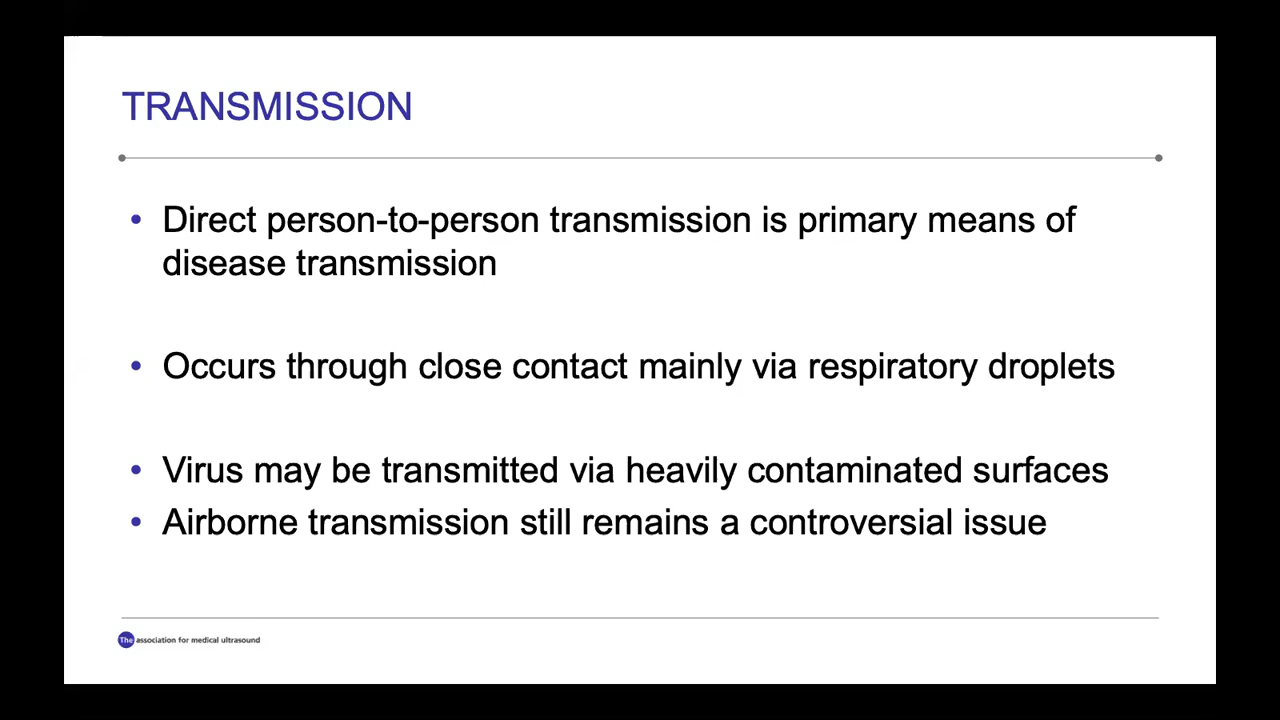 TRANSMISSION
• Direct person-to-person transmission is primary means of
disease transmission
• Occurs through close contact mainly via respiratory droplets
• Virus may be transmitted via heavily contaminated surfaces
• Airborne transmission still remains a controversial issue
The association for medical ultrasound